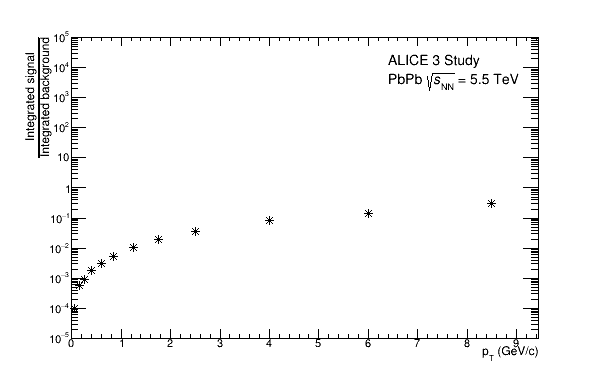 Integrated signal
Integrated background
10⁵
10⁴
10³
10²
10
1
10⁻¹
10⁻²
10⁻³
10⁻⁴
10⁻⁵
ALICE 3 Study
PbPb √s_NN = 5.5 TeV
0 1 2 3 4 5 6 7 8 9
p_T (GeV/c)